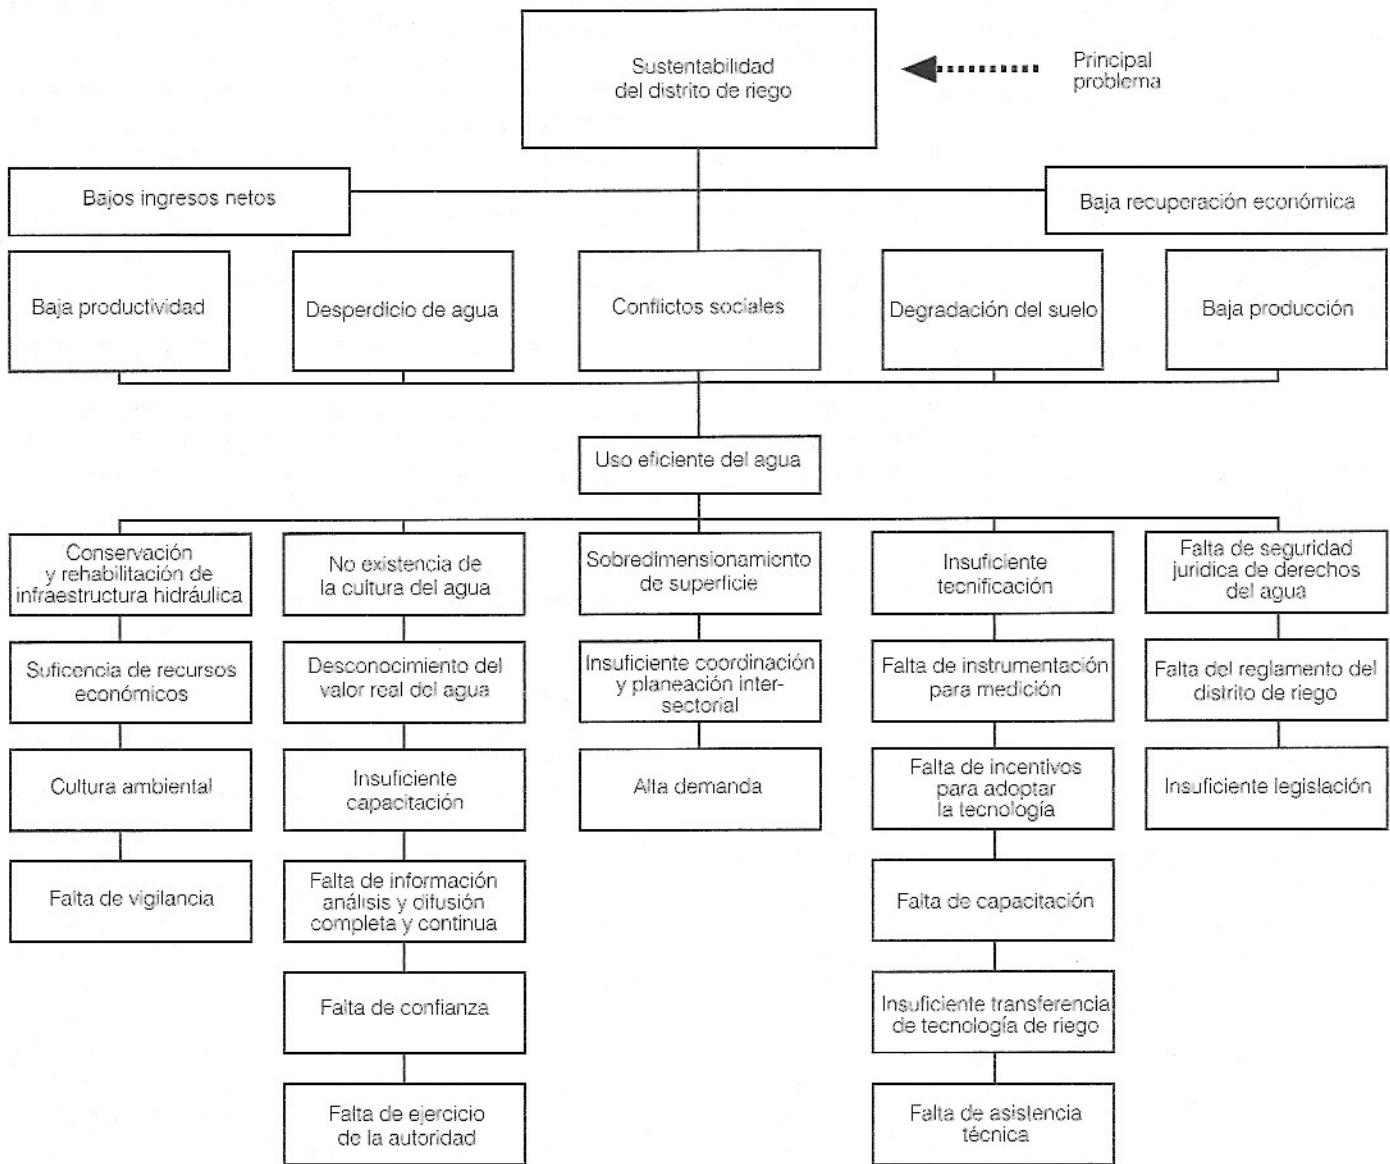 Sustentabilidad
del distrito de riego
Principal
problema
Bajos ingresos netos
Baja recuperación económica
Baja productividad
Desperdicio de agua
Conflictos sociales
Degradación del suelo
Baja producción
Uso eficiente del agua
Conservación
y rehabilitación de
infraestructura hidráulica
No existencia de
la cultura del agua
Sobredimensionamiento
de superficie
Insuficiente
tecnificación
Falta de seguridad
juridica de derechos
del agua
Suficencia de recursos
económicos
Desconocimiento del
valor real del agua
Insuficiente coordinación
y planeación inter-
sectorial
Falta de instrumentación
para medición
Falta del reglamento del
distrito de riego
Cultura ambiental
Insuficiente
capacitación
Alta demanda
Falta de incentivos
para adoptar
la tecnología
Insuficiente legislación
Falta de vigilancia
Falta de información
análisis y difusión
completa y continua
Falta de capacitación
Falta de confianza
Insuficiente transferencia
de tecnología de riego
Falta de ejercicio
de la autoridad
Falta de asistencia
técnica